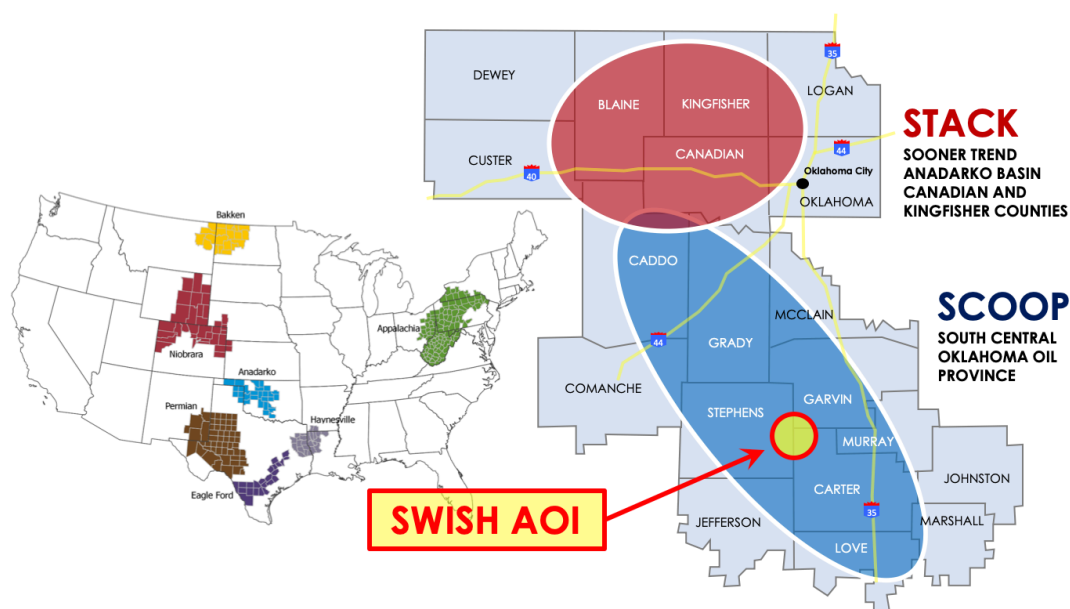 Bakken
Niobrara
Appalachia
Anadarko
Permian
Haynesville
Eagle Ford
SWISH AOI
DEWEY
BLAINE
KINGFISHER
LOGAN
35
CUSTER
40
CANADIAN
44
Oklahoma City
OKLAHOMA
STACK
SOONER TREND
ANADARKO BASIN
CANADIAN AND
KINGFISHER COUNTIES
CADDO
MCCLAIN
44
GRADY
COMANCHE
SCOOP
SOUTH CENTRAL
OKLAHOMA OIL
PROVINCE
STEPHENS
GARVIN
MURRAY
CARTER
JOHNSTON
35
JEFFERSON
MARSHALL
LOVE